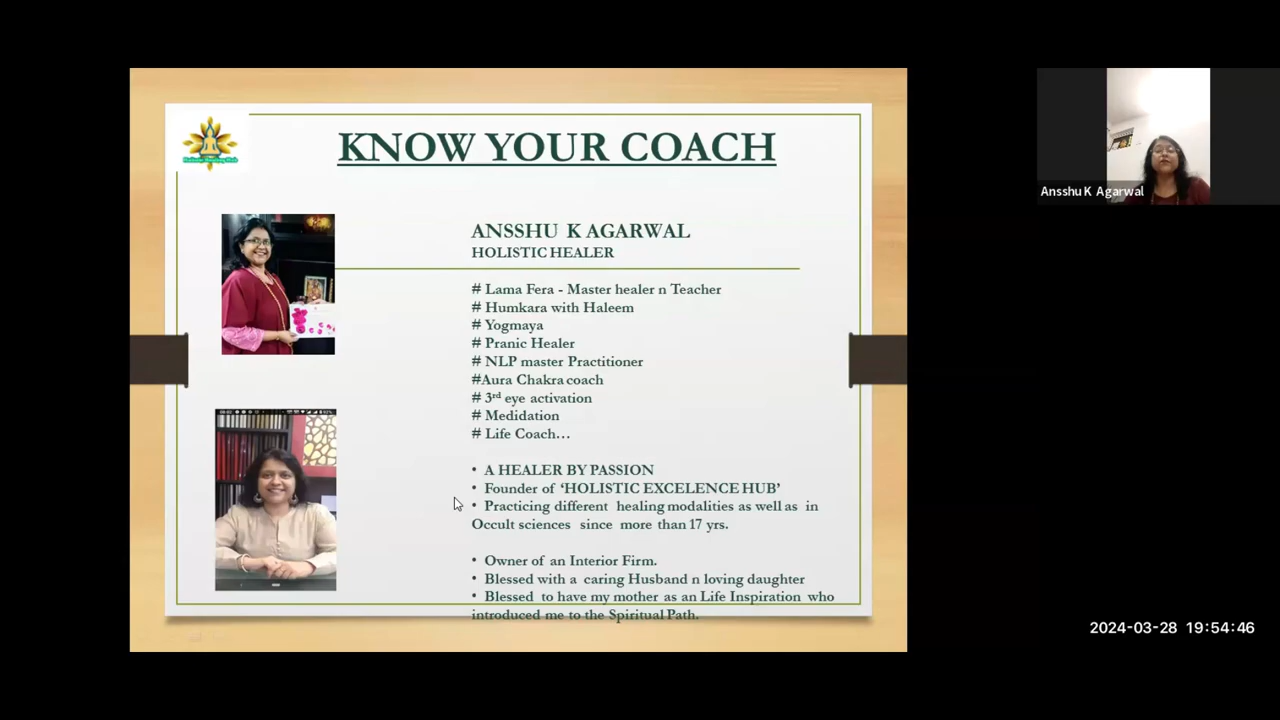 KNOW YOUR COACH
ANSSHU K AGARWAL
HOLISTIC HEALER
# Lama Fera - Master healer n Teacher
# Humkara with Haleem
# Yogmaya
# Pranic Healer
# NLP master Practitioner
#Aura Chakra coach
# 3rd eye activation
# Medidation
# Life Coach...
• A HEALER BY PASSION
• Founder of ‘HOLISTIC EXCELENCE HUB’
• Practicing different healing modalities as well as in
Occult sciences since more than 17 yrs.
• Owner of an Interior Firm.
• Blessed with a caring Husband n loving daughter
• Blessed to have my mother as an Life Inspiration who
introduced me to the Spiritual Path.
Ansshu K Agarwal
2024-03-28 19:54:46